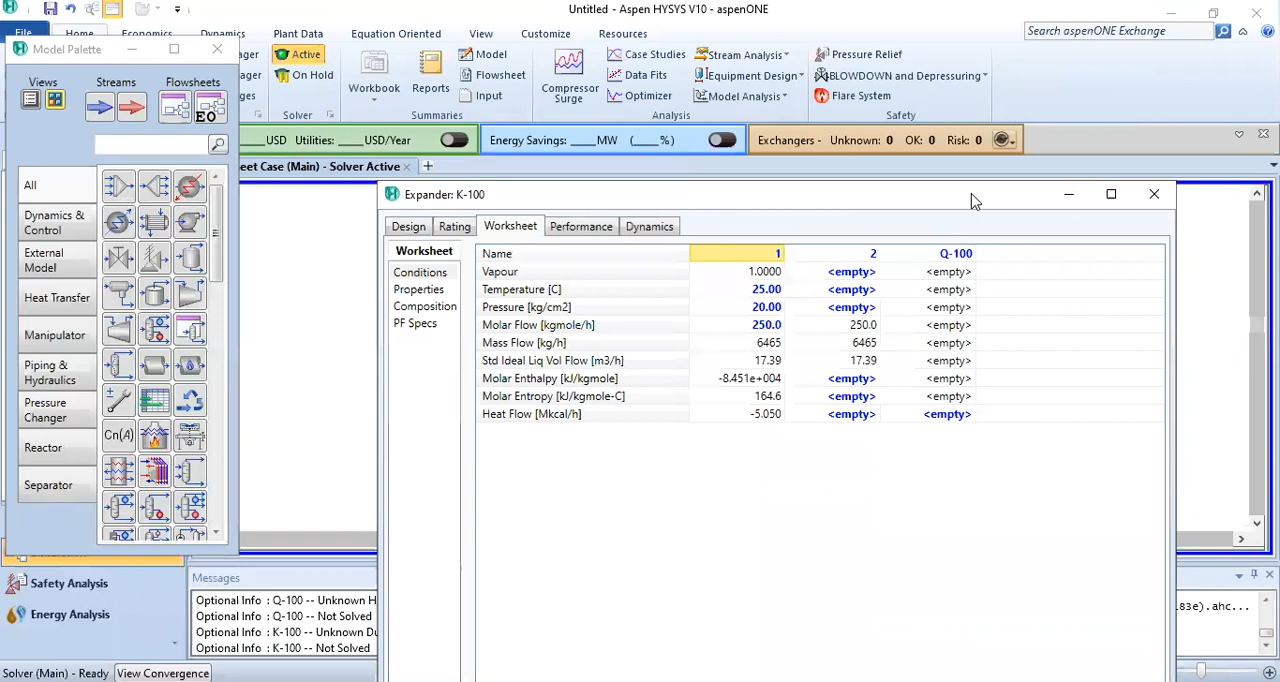 Untitled - Aspen HYSYS V10 - aspenONE
File Home Economics Dynamics Plant Data Equation Oriented View Customize Resources
Search aspenONE Exchange
Model Palette
Views Streams Flowsheets
EO
Active
On Hold
Solver
Workbook
Reports
Model
Flowsheet
Input
Summaries
Compressor
Surge
Case Studies
Data Fits
Optimizer
Stream Analysis
Equipment Design
Model Analysis
Analysis
Pressure Relief
BLOWDOWN and Depressuring
Flare System
Safety
USD Utilities: ____USD/Year
Energy Savings: ____MW (____%)
Exchangers - Unknown: 0 OK: 0 Risk: 0
eet Case (Main) - Solver Active
All
Dynamics &
Control
External
Model
Heat Transfer
Manipulator
Piping &
Hydraulics
Pressure
Changer
Reactor
Separator
Cn(A)
Expander: K-100
Design Rating Worksheet Performance Dynamics
Worksheet
Conditions
Properties
Composition
PF Specs
Name 1 2 Q-100
Vapour 1.0000 <empty> <empty>
Temperature [C] 25.00 <empty> <empty>
Pressure [kg/cm2] 20.00 <empty> <empty>
Molar Flow [kgmole/h] 250.0 250.0 <empty>
Mass Flow [kg/h] 6465 6465 <empty>
Std Ideal Liq Vol Flow [m3/h] 17.39 17.39 <empty>
Molar Enthalpy [kJ/kgmole] -8.451e+004 <empty> <empty>
Molar Entropy [kJ/kgmole-C] 164.6 <empty> <empty>
Heat Flow [Mkcal/h] -5.050 <empty> <empty>
Safety Analysis
Energy Analysis
Messages
Optional Info : Q-100 -- Unknown H
Optional Info : Q-100 -- Not Solved
Optional Info : K-100 -- Unknown Du
Optional Info : K-100 -- Not Solved
183e).ahc...
Solver (Main) - Ready View Convergence